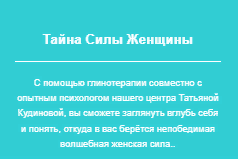 Тайна Силы Женщины
С помощью глинотерапии совместно с
опытным психологом нашего центра Татьяной
Кудиновой, вы сможете заглянуть вглубь себя
и понять, откуда в вас берётся непобедимая
волшебная женская сила..